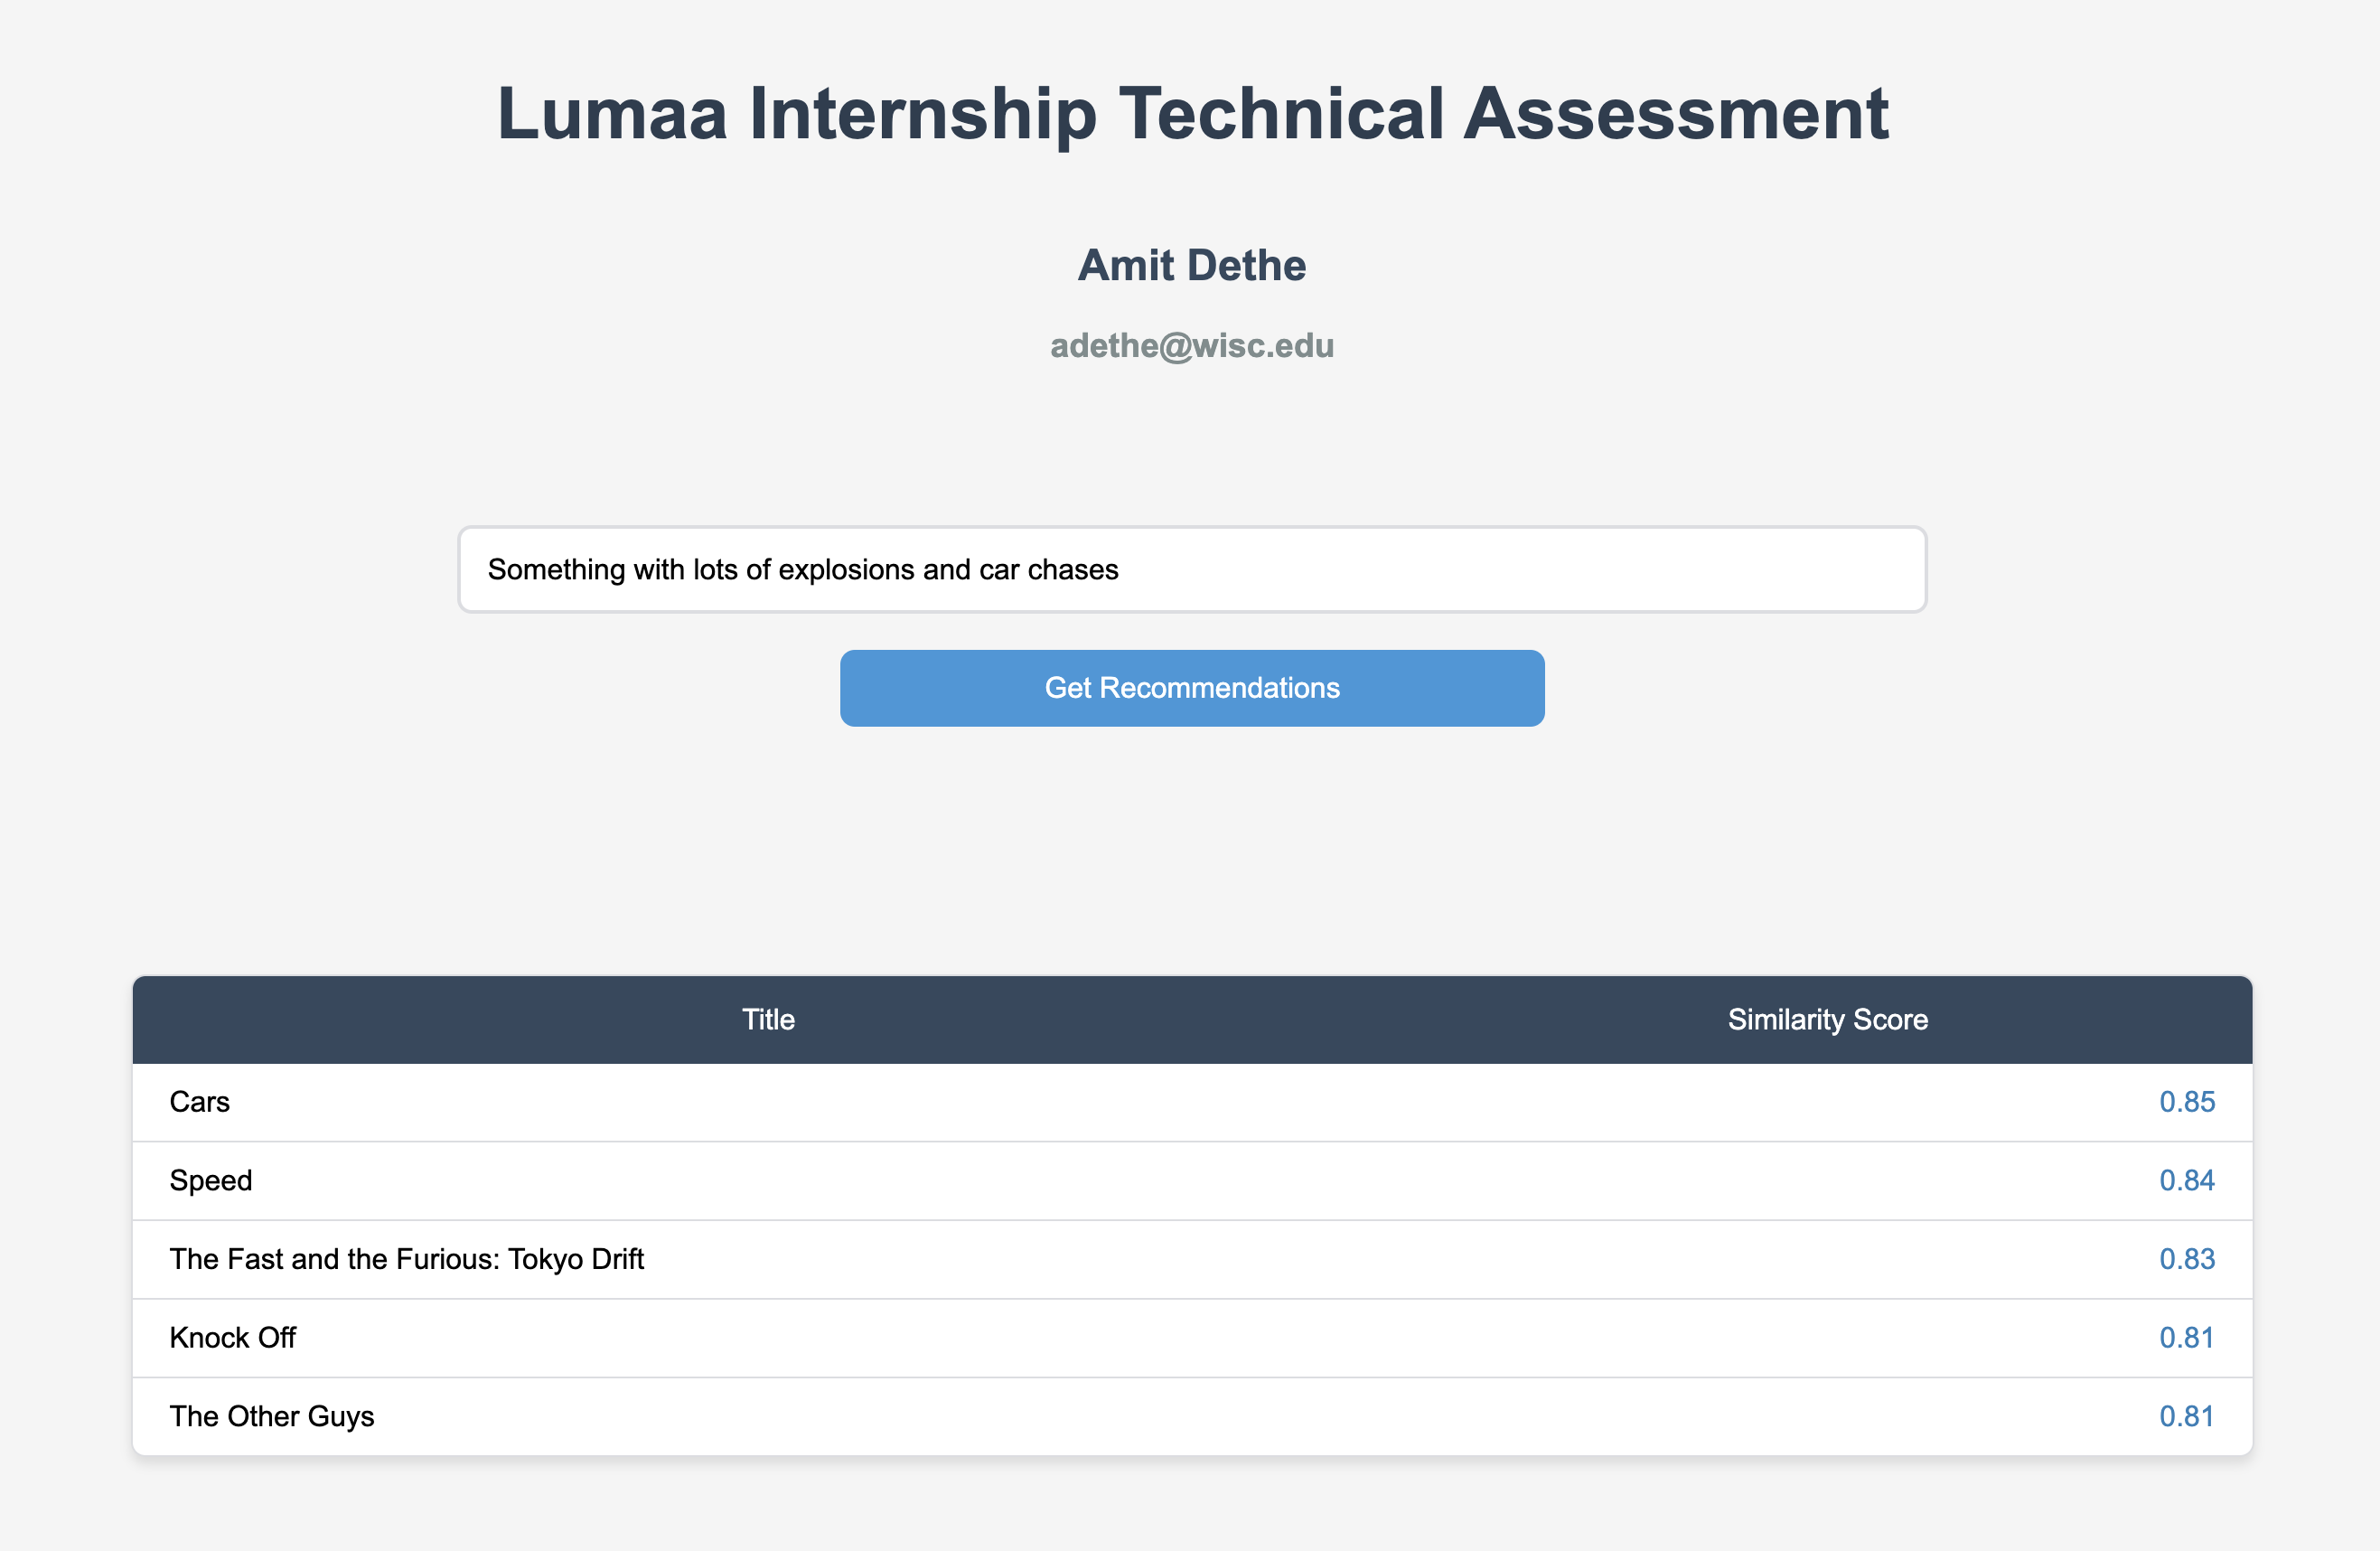 Lumaa Internship Technical Assessment
Amit Dethe
adethe@wisc.edu
Something with lots of explosions and car chases
Get Recommendations
Title Similarity Score
Cars 0.85
Speed 0.84
The Fast and the Furious: Tokyo Drift 0.83
Knock Off 0.81
The Other Guys 0.81